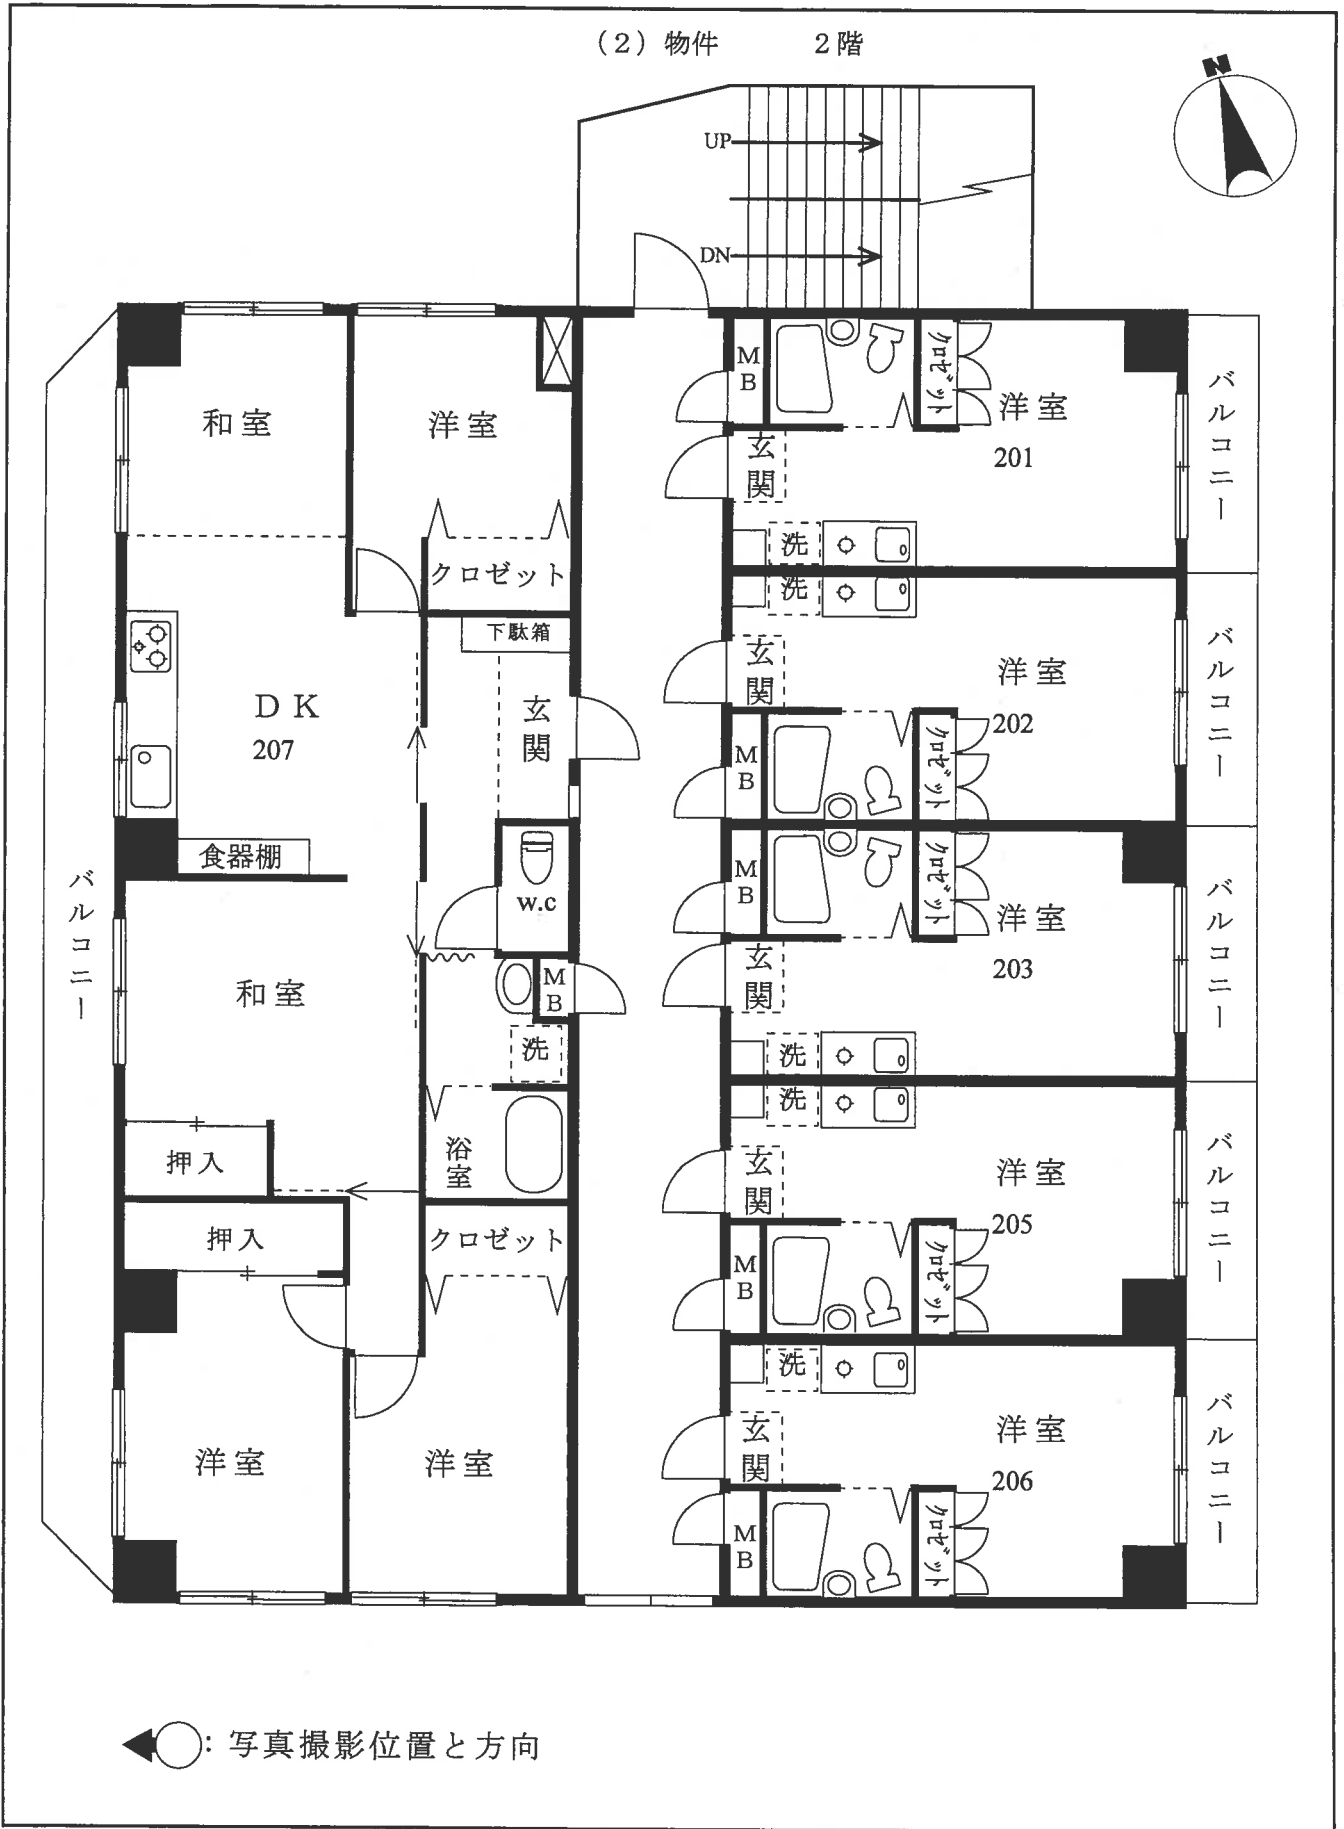 (2) 物件 2階
N
UP
DN
和室
洋室
クロゼット
下駄箱
DK
207
玄関
食器棚
W.C
バルコニー
和室
MB
洗
浴室
押入
押入
クロゼット
洋室
洋室
MB
クロゼット
洋室
201
玄関
洗
バルコニー
洗
玄関
洋室
202
MB
クロゼット
バルコニー
MB
クロゼット
洋室
203
玄関
洗
バルコニー
洗
玄関
洋室
205
MB
クロゼット
バルコニー
洗
玄関
洋室
206
MB
クロゼット
バルコニー
: 写真撮影位置と方向